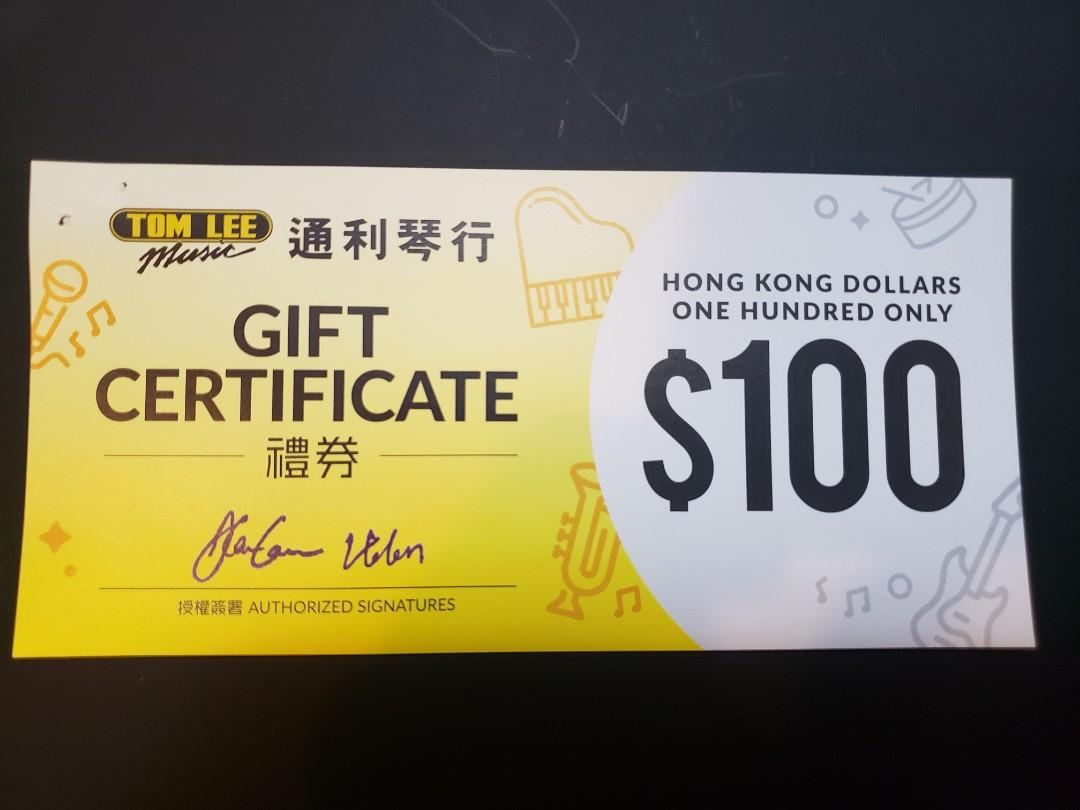 TOM LEE
Music
通利琴行
GIFT
CERTIFICATE
禮券
授權簽署 AUTHORIZED SIGNATURES
HONG KONG DOLLARS
ONE HUNDRED ONLY
$100